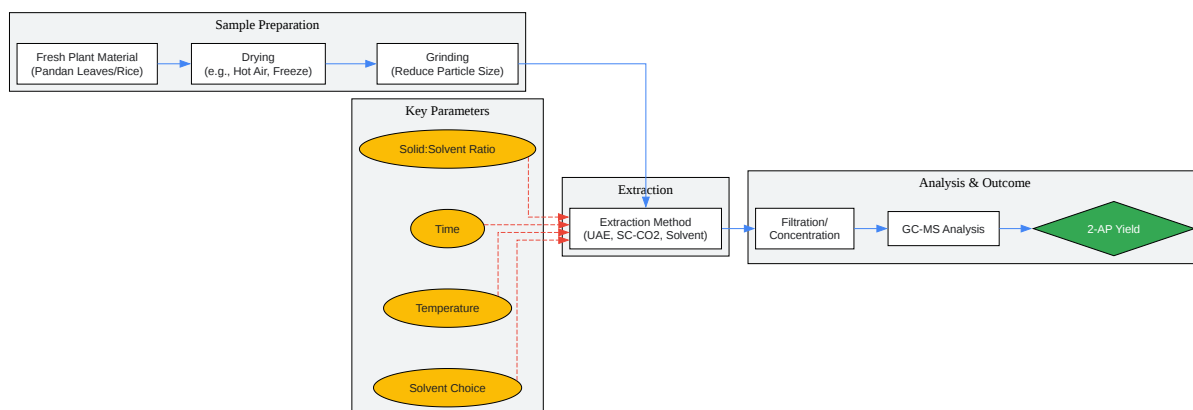 Sample Preparation
Fresh Plant Material
(Pandan Leaves/Rice)
Drying
(e.g., Hot Air, Freeze)
Grinding
(Reduce Particle Size)
Key Parameters
Solid:Solvent Ratio
Time
Temperature
Solvent Choice
Extraction
Extraction Method
(UAE, SC-CO2, Solvent)
Analysis & Outcome
Filtration/
Concentration
GC-MS Analysis
2-AP Yield